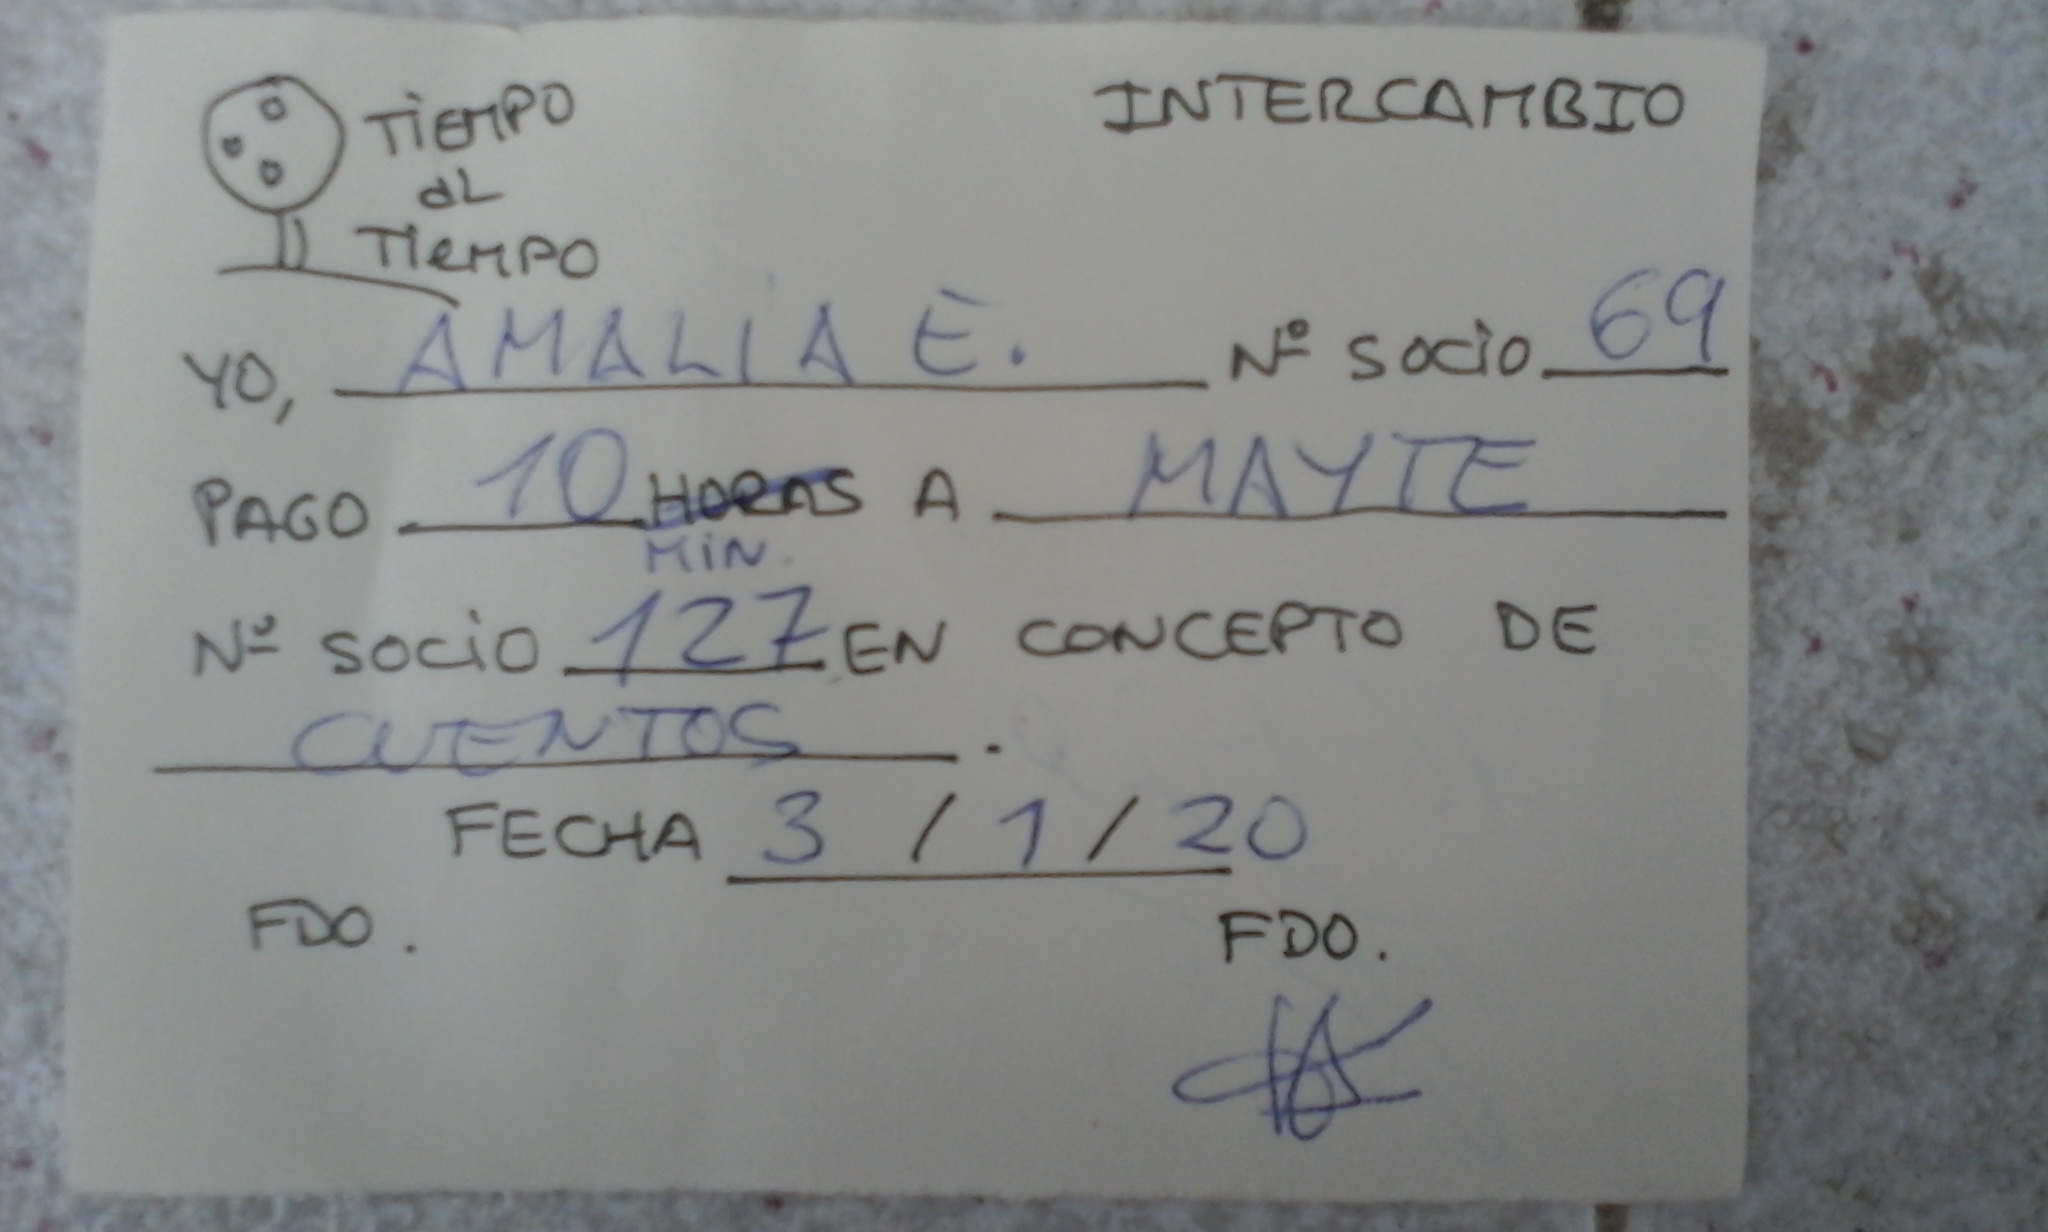 TIEMPO
aL
TIEMPO
INTERCAMBIO
YO, AMALIA E. Nº SOCIO 69
PAGO 10 HORAS A MAYTE
MIN.
Nº SOCIO 127 EN CONCEPTO DE
CUENTOS.
FECHA 3 / 1 / 20
FDO. FDO.